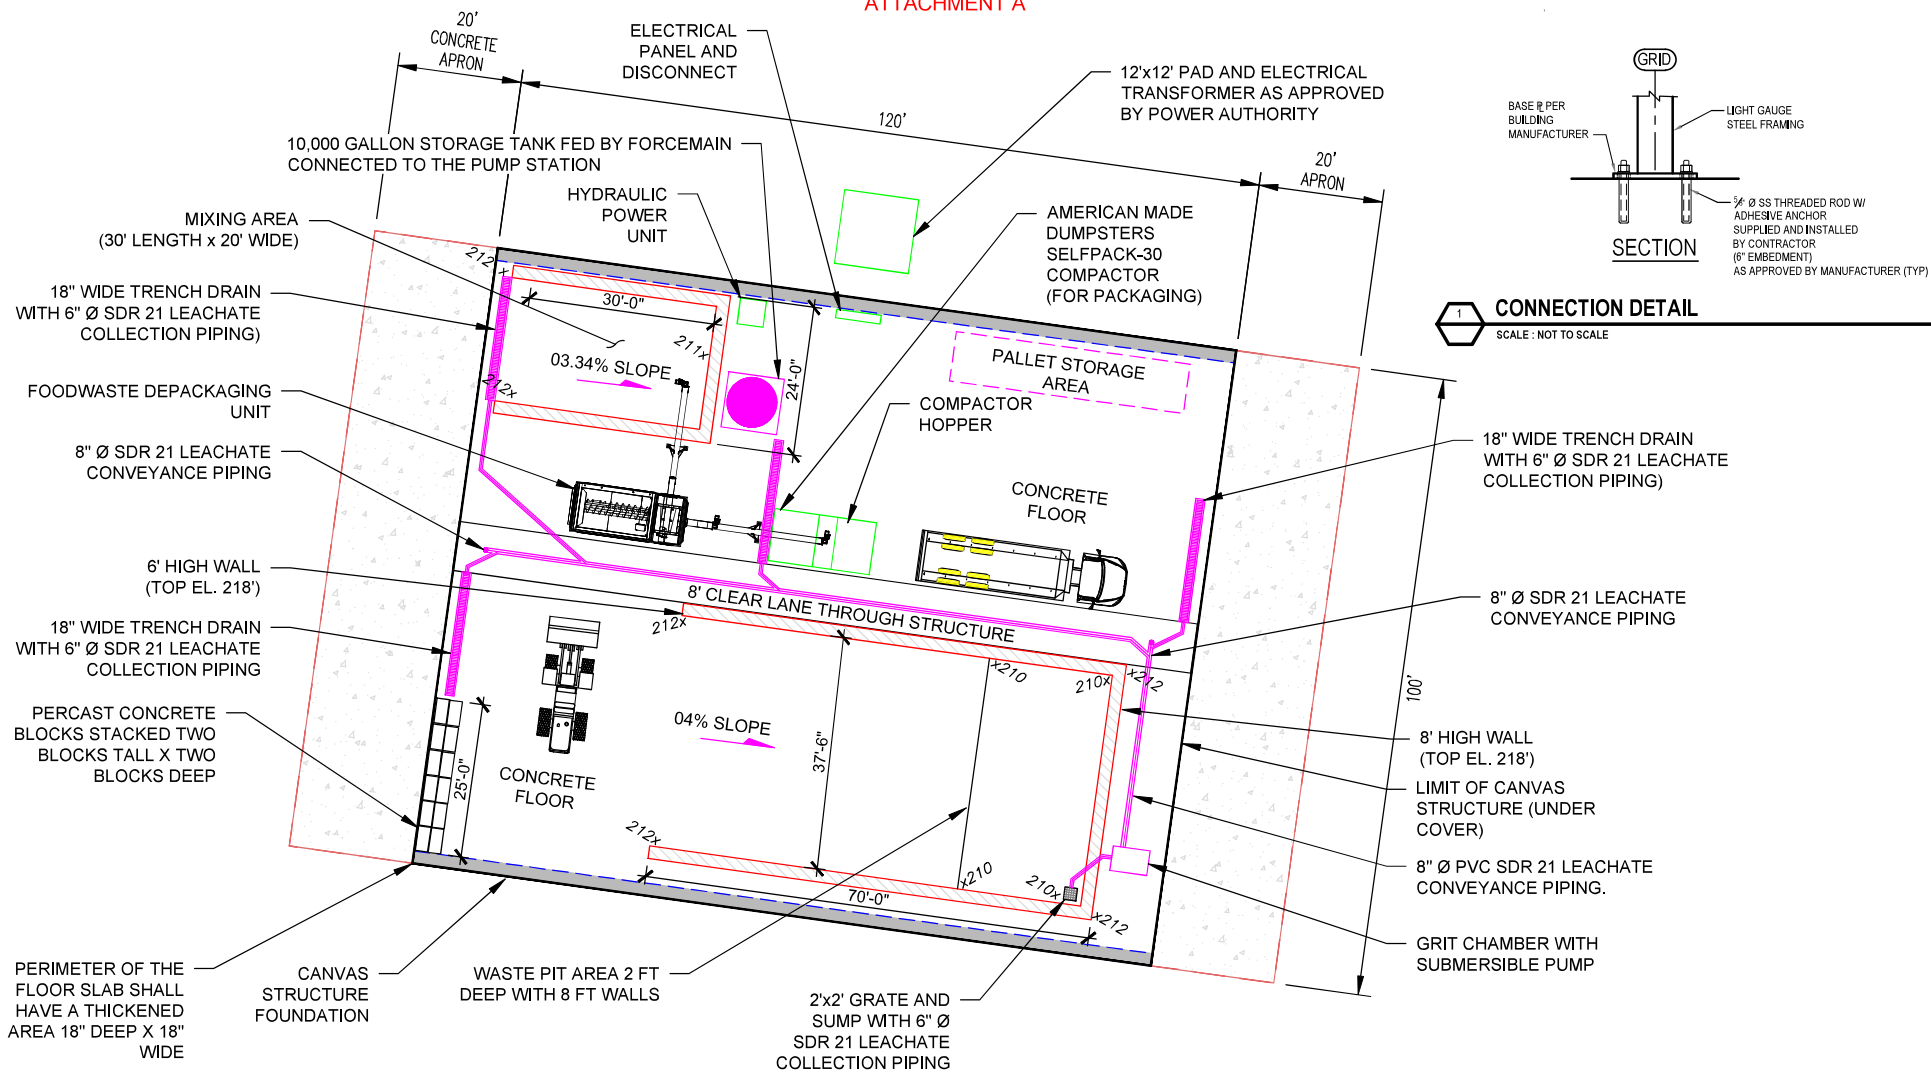 ATTACHMENT A
20'
CONCRETE
APRON
ELECTRICAL
PANEL AND
DISCONNECT
120'
12'x12' PAD AND ELECTRICAL
TRANSFORMER AS APPROVED
BY POWER AUTHORITY
20'
APRON
10,000 GALLON STORAGE TANK FED BY FORCEMAIN
CONNECTED TO THE PUMP STATION
HYDRAULIC
POWER
UNIT
MIXING AREA
(30' LENGTH x 20' WIDE)
AMERICAN MADE
DUMPSTERS
SELFPACK-30
COMPACTOR
(FOR PACKAGING)
18" WIDE TRENCH DRAIN
WITH 6" Ø SDR 21 LEACHATE
COLLECTION PIPING)
212 x
30'-0"
211x
03.34% SLOPE
212x
24'-0"
PALLET STORAGE
AREA
FOODWASTE DEPACKAGING
UNIT
COMPACTOR
HOPPER
8" Ø SDR 21 LEACHATE
CONVEYANCE PIPING
18" WIDE TRENCH DRAIN
WITH 6" Ø SDR 21 LEACHATE
COLLECTION PIPING)
CONCRETE
FLOOR
6' HIGH WALL
(TOP EL. 218')
8' CLEAR LANE THROUGH STRUCTURE
8" Ø SDR 21 LEACHATE
CONVEYANCE PIPING
18" WIDE TRENCH DRAIN
WITH 6" Ø SDR 21 LEACHATE
COLLECTION PIPING
212x
x210
210x
x212
100'
PERCAST CONCRETE
BLOCKS STACKED TWO
BLOCKS TALL X TWO
BLOCKS DEEP
04% SLOPE
37'-6"
25'-0"
CONCRETE
FLOOR
8' HIGH WALL
(TOP EL. 218')
LIMIT OF CANVAS
STRUCTURE (UNDER
COVER)
212x
x210
210x
x212
70'-0"
8" Ø PVC SDR 21 LEACHATE
CONVEYANCE PIPING.
GRIT CHAMBER WITH
SUBMERSIBLE PUMP
PERIMETER OF THE
FLOOR SLAB SHALL
HAVE A THICKENED
AREA 18" DEEP X 18"
WIDE
CANVAS
STRUCTURE
FOUNDATION
WASTE PIT AREA 2 FT
DEEP WITH 8 FT WALLS
2'x2' GRATE AND
SUMP WITH 6" Ø
SDR 21 LEACHATE
COLLECTION PIPING
GRID
BASE PL PER
BUILDING
MANUFACTURER
LIGHT GAUGE
STEEL FRAMING
Ø SS THREADED ROD W/
ADHESIVE ANCHOR
SUPPLIED AND INSTALLED
BY CONTRACTOR
(6" EMBEDMENT)
AS APPROVED BY MANUFACTURER (TYP)
SECTION
1
CONNECTION DETAIL
SCALE : NOT TO SCALE